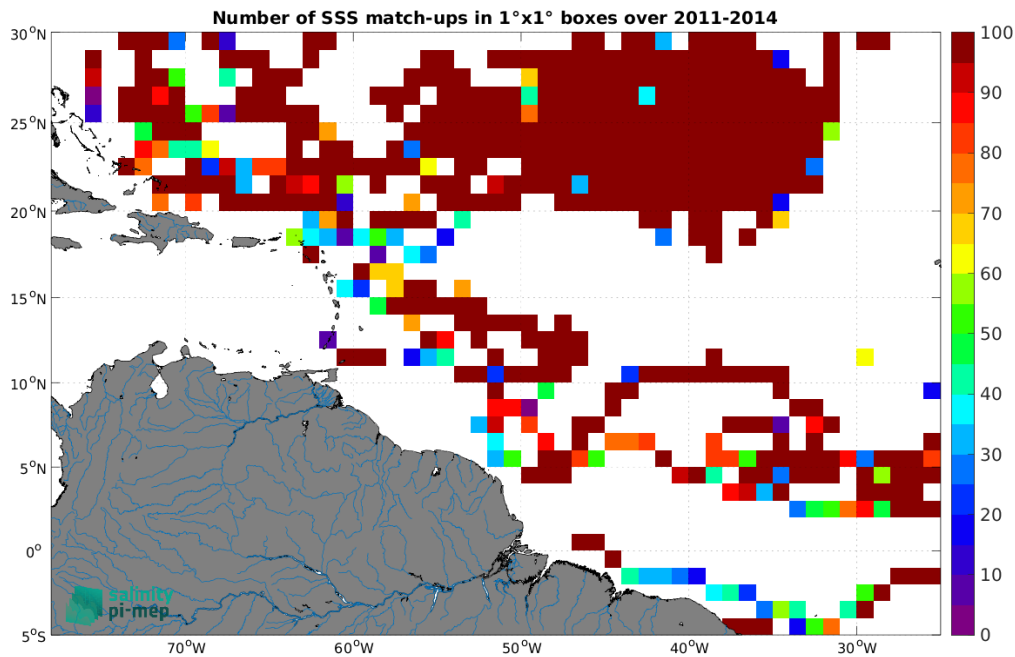 Number of SSS match-ups in 1°x1° boxes over 2011-2014
30°N
25°N
20°N
15°N
10°N
5°N
0°
5°S
70°W
60°W
50°W
40°W
30°W
100
90
80
70
60
50
40
30
20
10
0
salinity
pi-mep